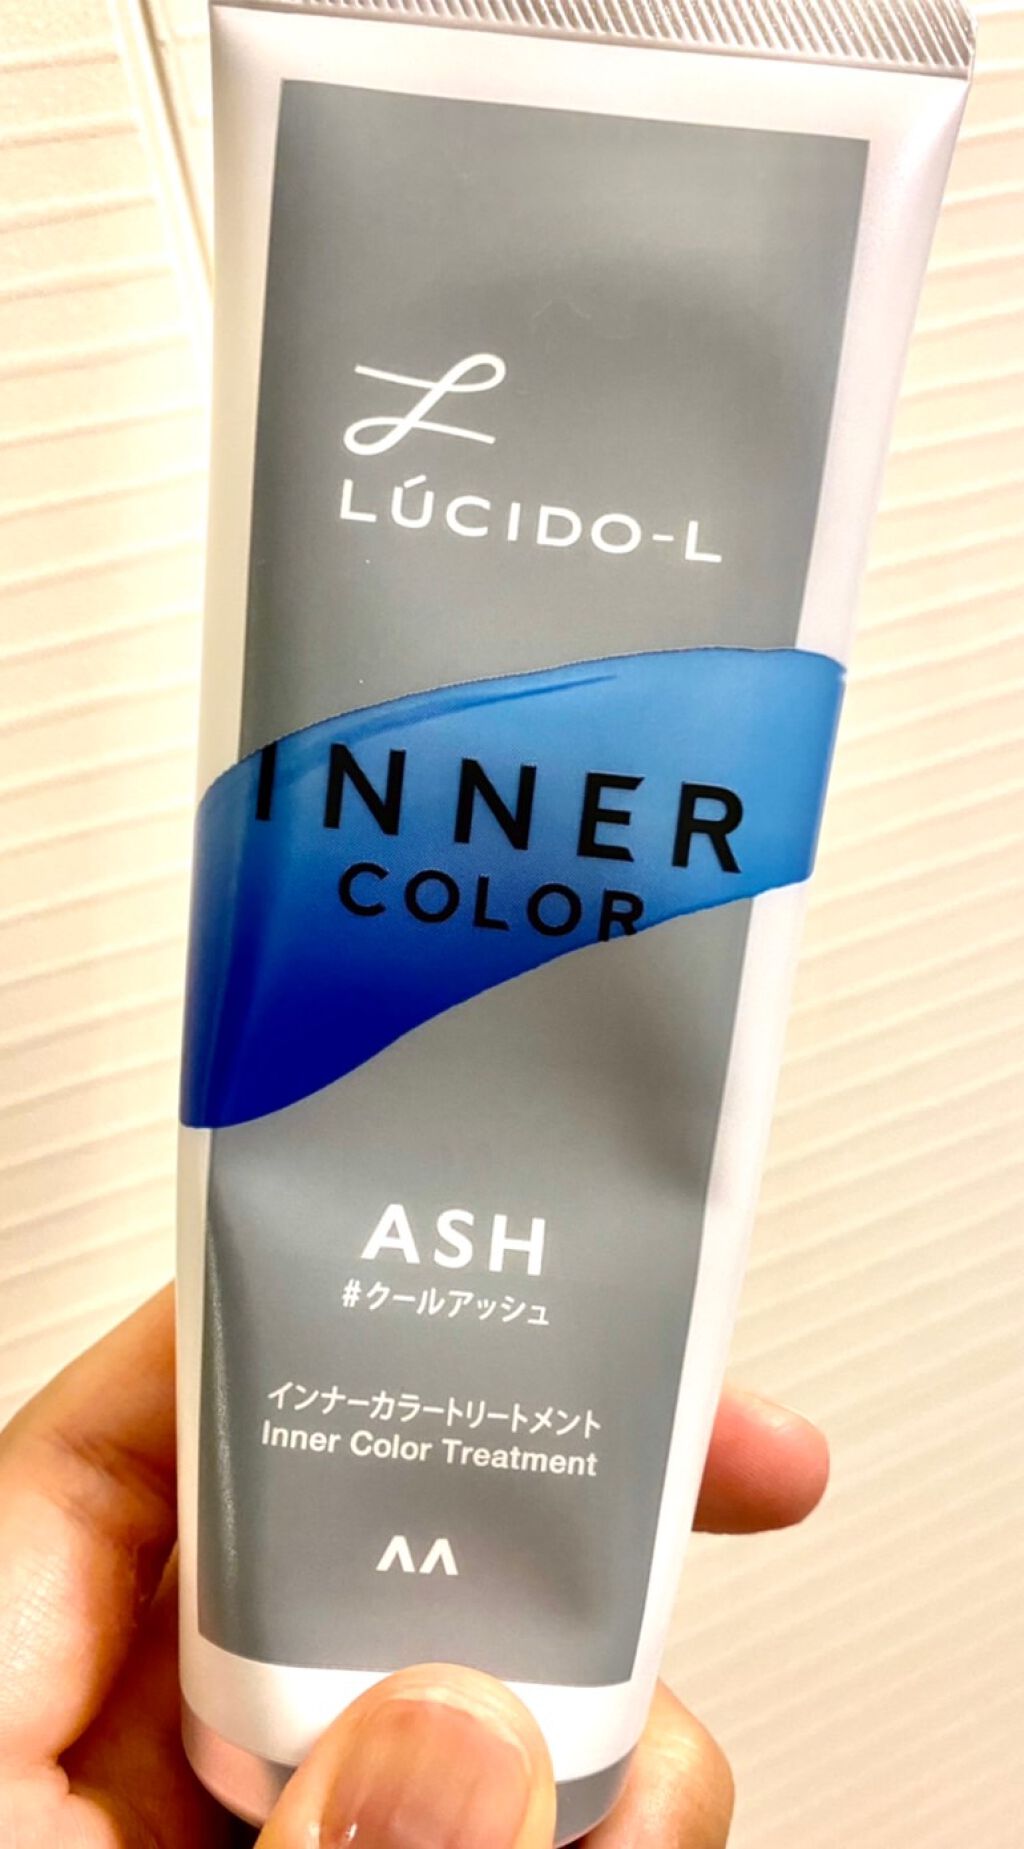 LÚCIDO-L
INNER
COLOR
ASH
#クールアッシュ
インナーカラートリートメント
Inner Color Treatment